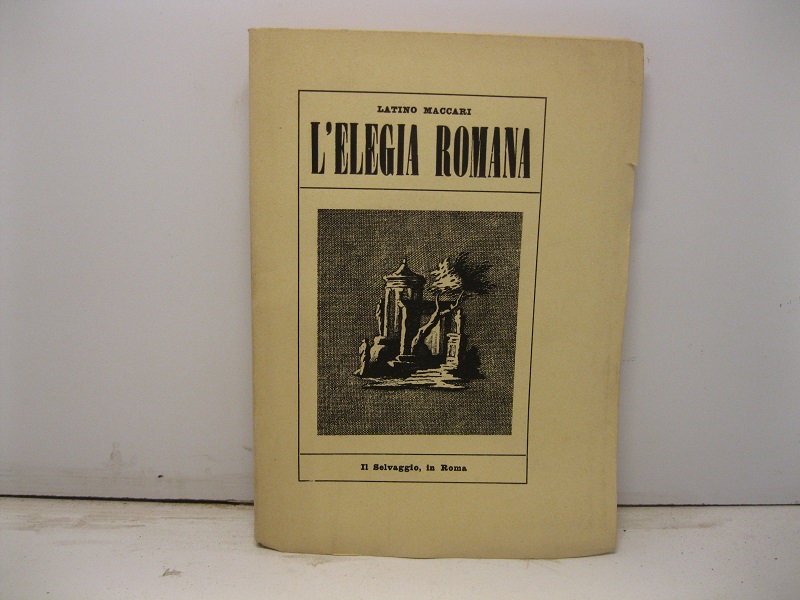 LATINO MACCARI
L'ELEGIA ROMANA
Il Selvaggio, in Roma